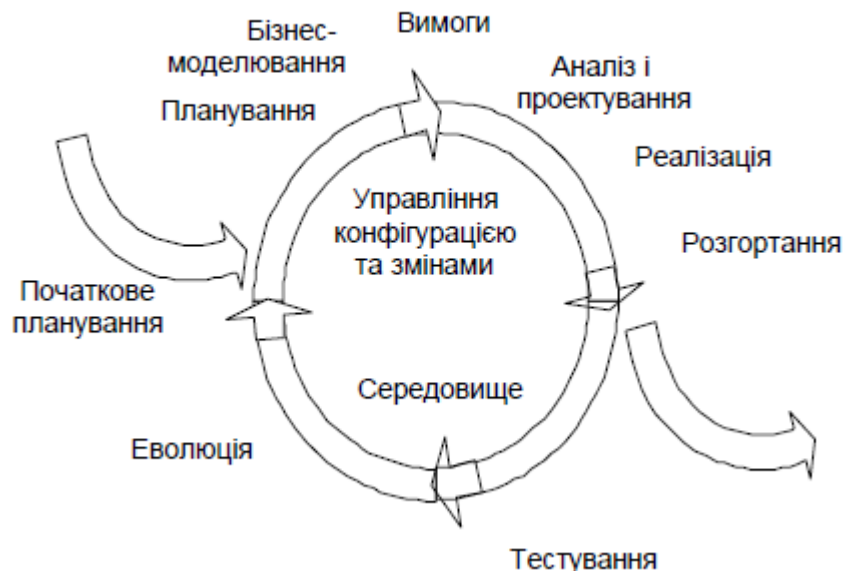 Бізнес-
моделювання
Вимоги
Планування
Аналіз і
проектування
Реалізація
Управління
конфігурацією
та змінами
Розгортання
Початкове
планування
Середовище
Еволюція
Тестування